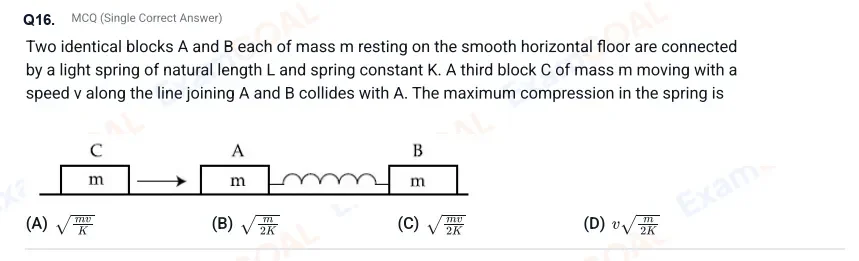 Q16. MCQ (Single Correct Answer)
Two identical blocks A and B each of mass m resting on the smooth horizontal floor are connected
by a light spring of natural length L and spring constant K. A third block C of mass m moving with a
speed v along the line joining A and B collides with A. The maximum compression in the spring is
C A B
m m m
(A) √(mv/K) (B) √(m/2K) (C) √(mv/2K) (D) v√(m/2K)